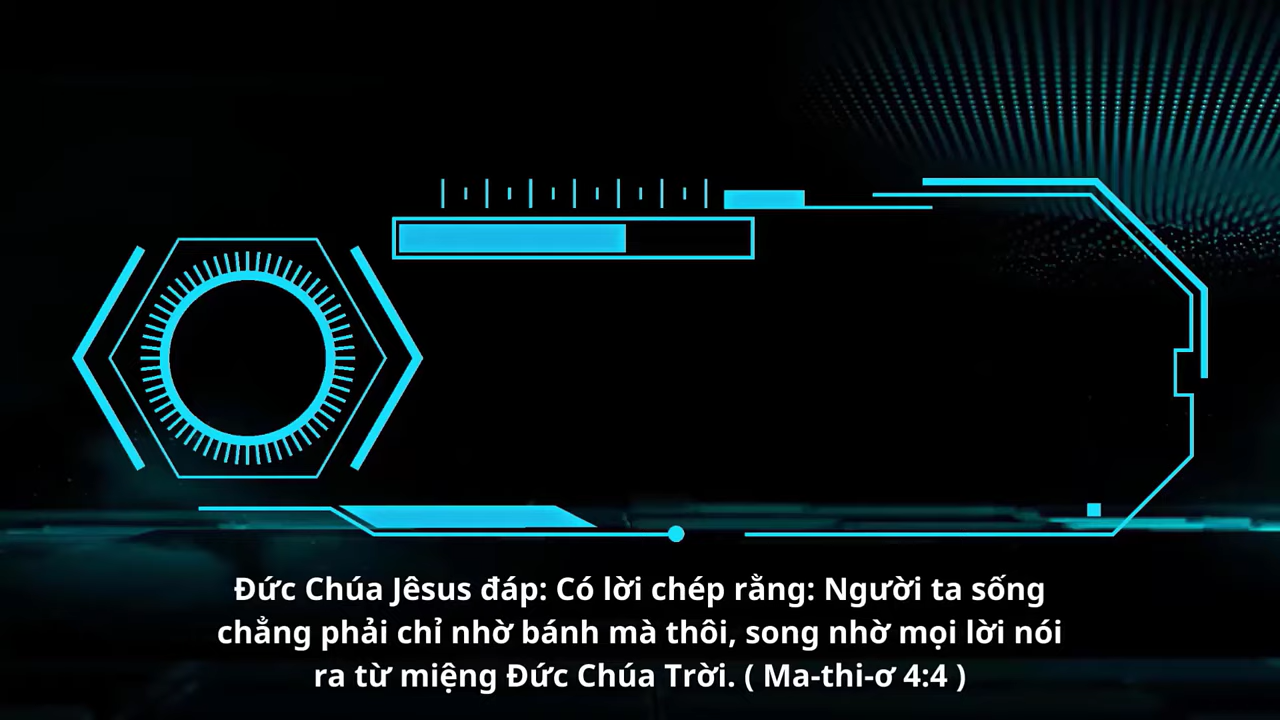 Đức Chúa Jêsus đáp: Có lời chép rằng: Người ta sống
chẳng phải chỉ nhờ bánh mà thôi, song nhờ mọi lời nói
ra từ miệng Đức Chúa Trời. ( Ma-thi-ơ 4:4 )